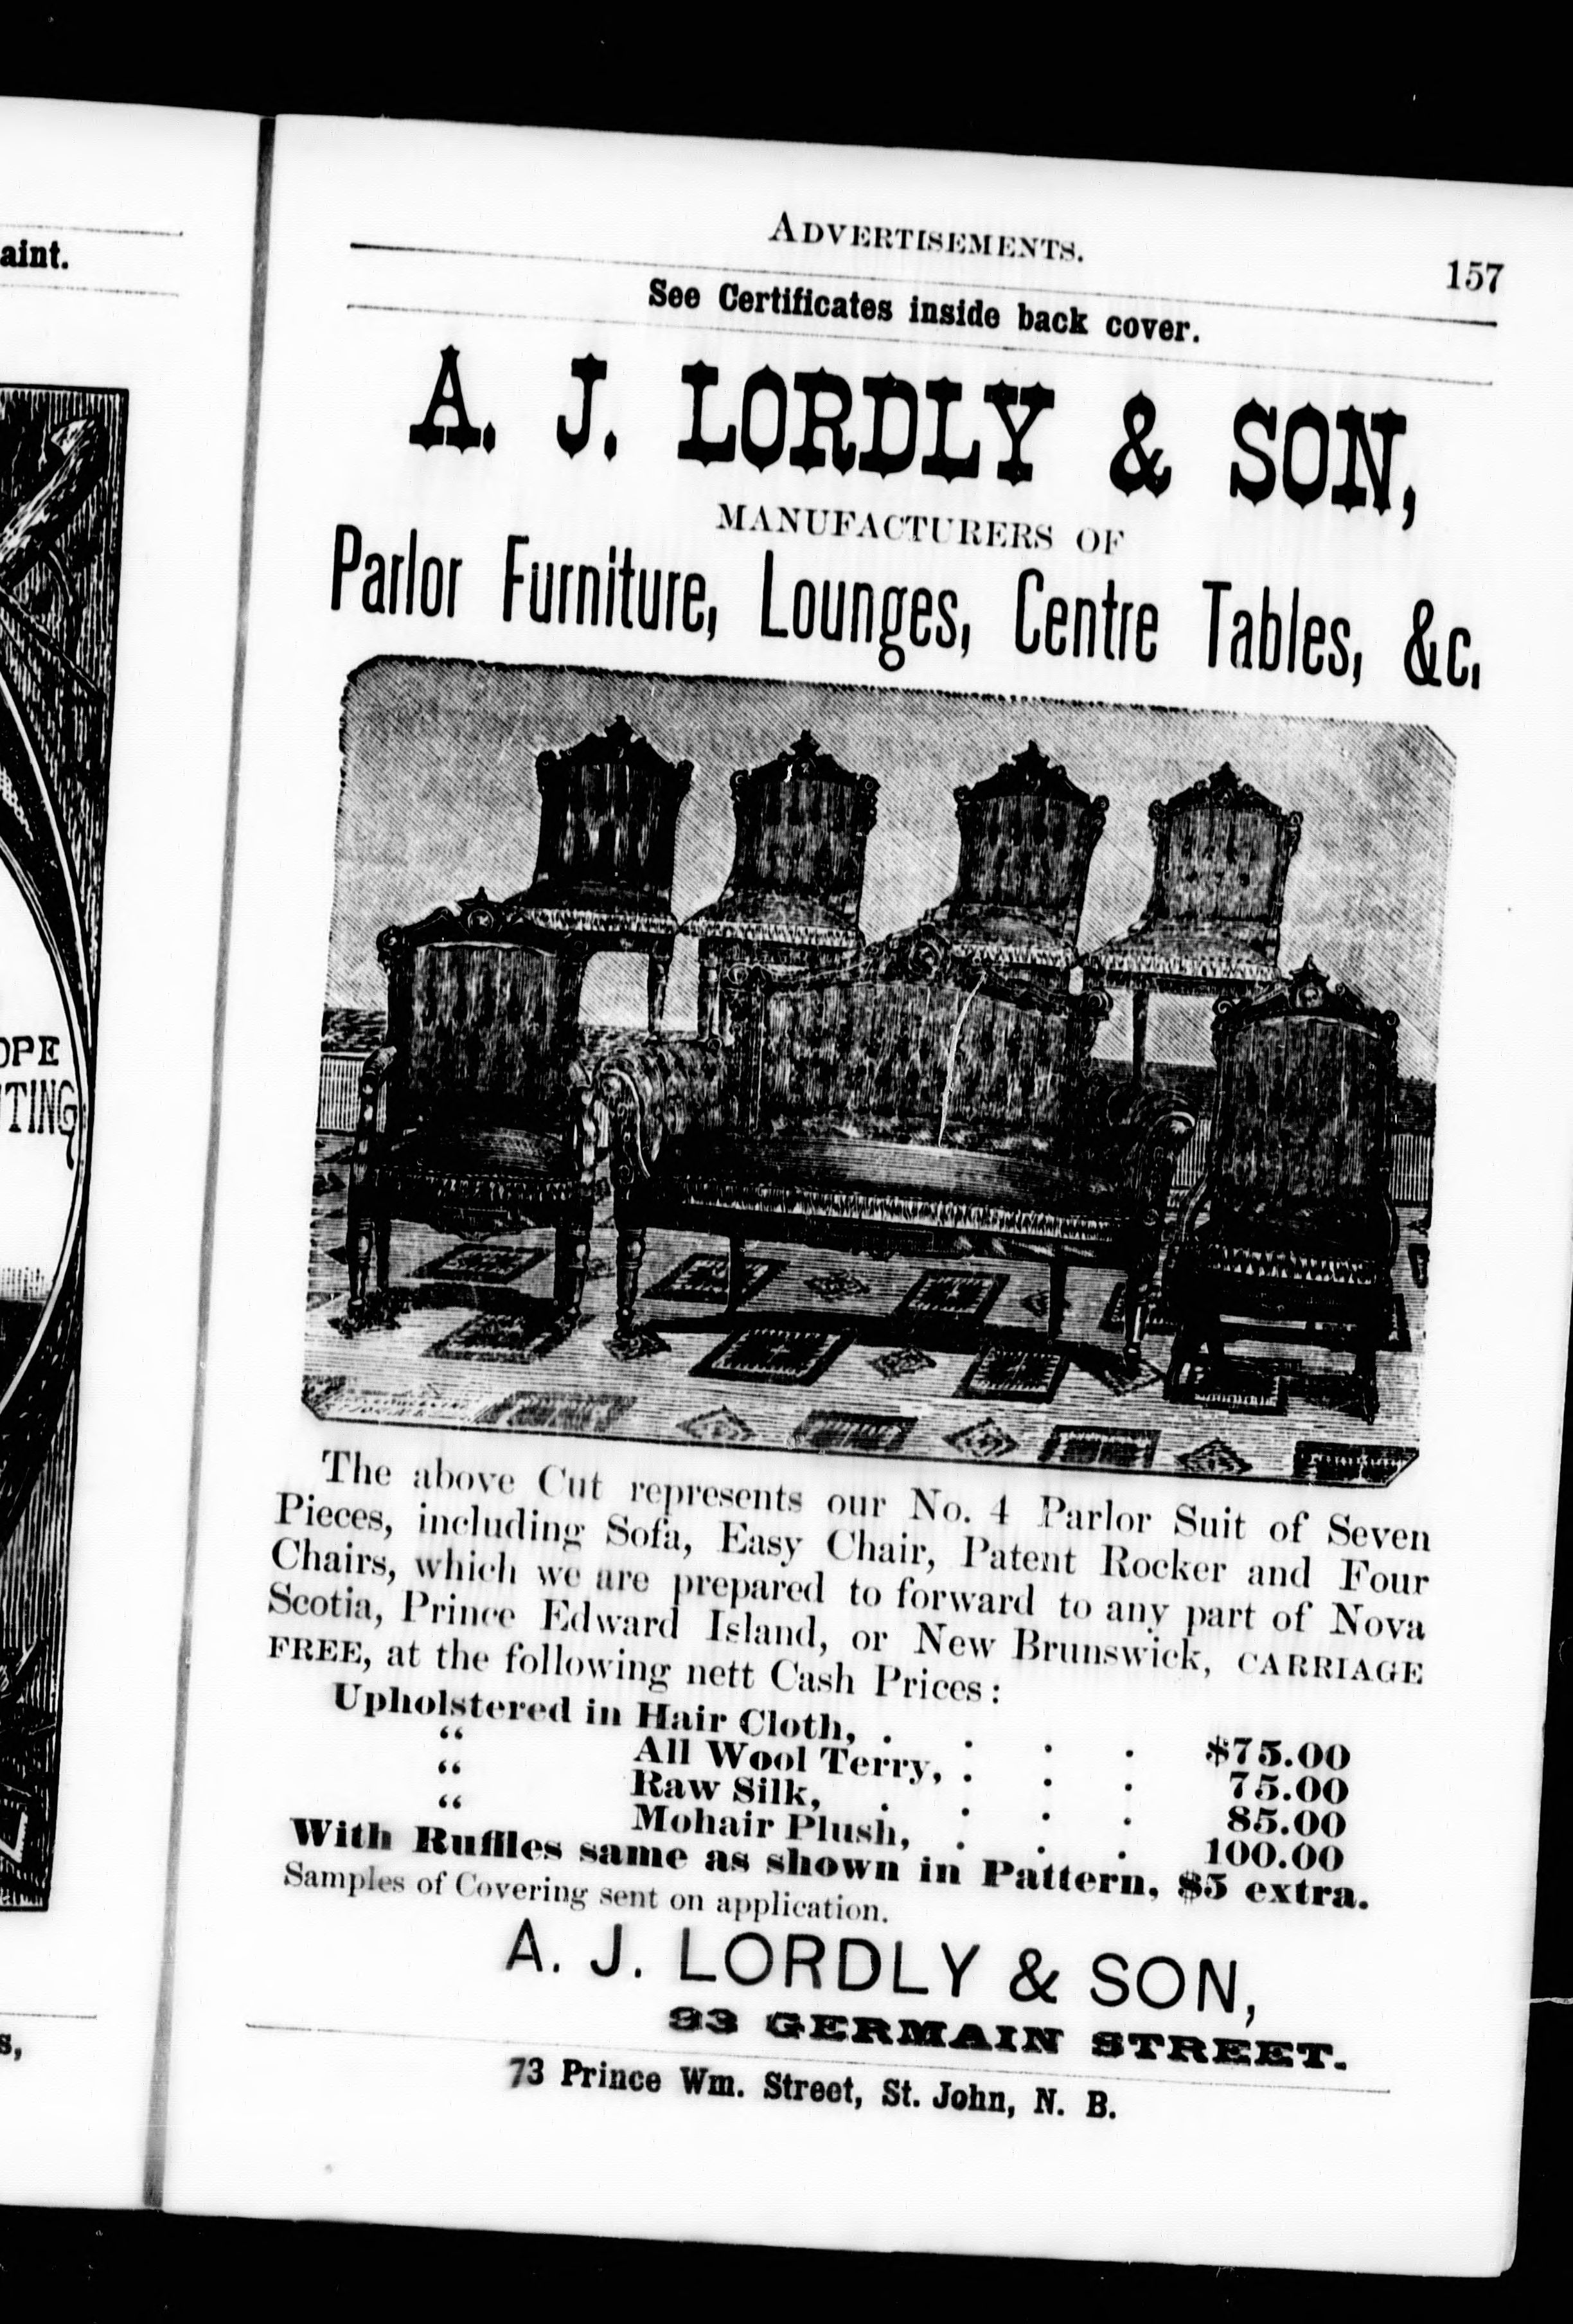 aint.
OPE
TING
s,
ADVERTISEMENTS.
157
See Certificates inside back cover.
A. J. LORDLY & SON,
MANUFACTURERS OF
Parlor Furniture, Lounges, Centre Tables, &c.
The above Cut represents our No. 4 Parlor Suit of Seven
Pieces, including Sofa, Easy Chair, Patent Rocker and Four
Chairs, which we are prepared to forward to any part of Nova
Scotia, Prince Edward Island, or New Brunswick, CARRIAGE
FREE, at the following nett Cash Prices:
Upholstered in Hair Cloth, . . . . $75.00
“ All Wool Terry, . . . 75.00
“ Raw Silk, . . . . 85.00
“ Mohair Plush, . . . 100.00
With Ruffles same as shown in Pattern, $5 extra.
Samples of Covering sent on application.
A. J. LORDLY & SON,
93 GERMAIN STREET.
73 Prince Wm. Street, St. John, N. B.